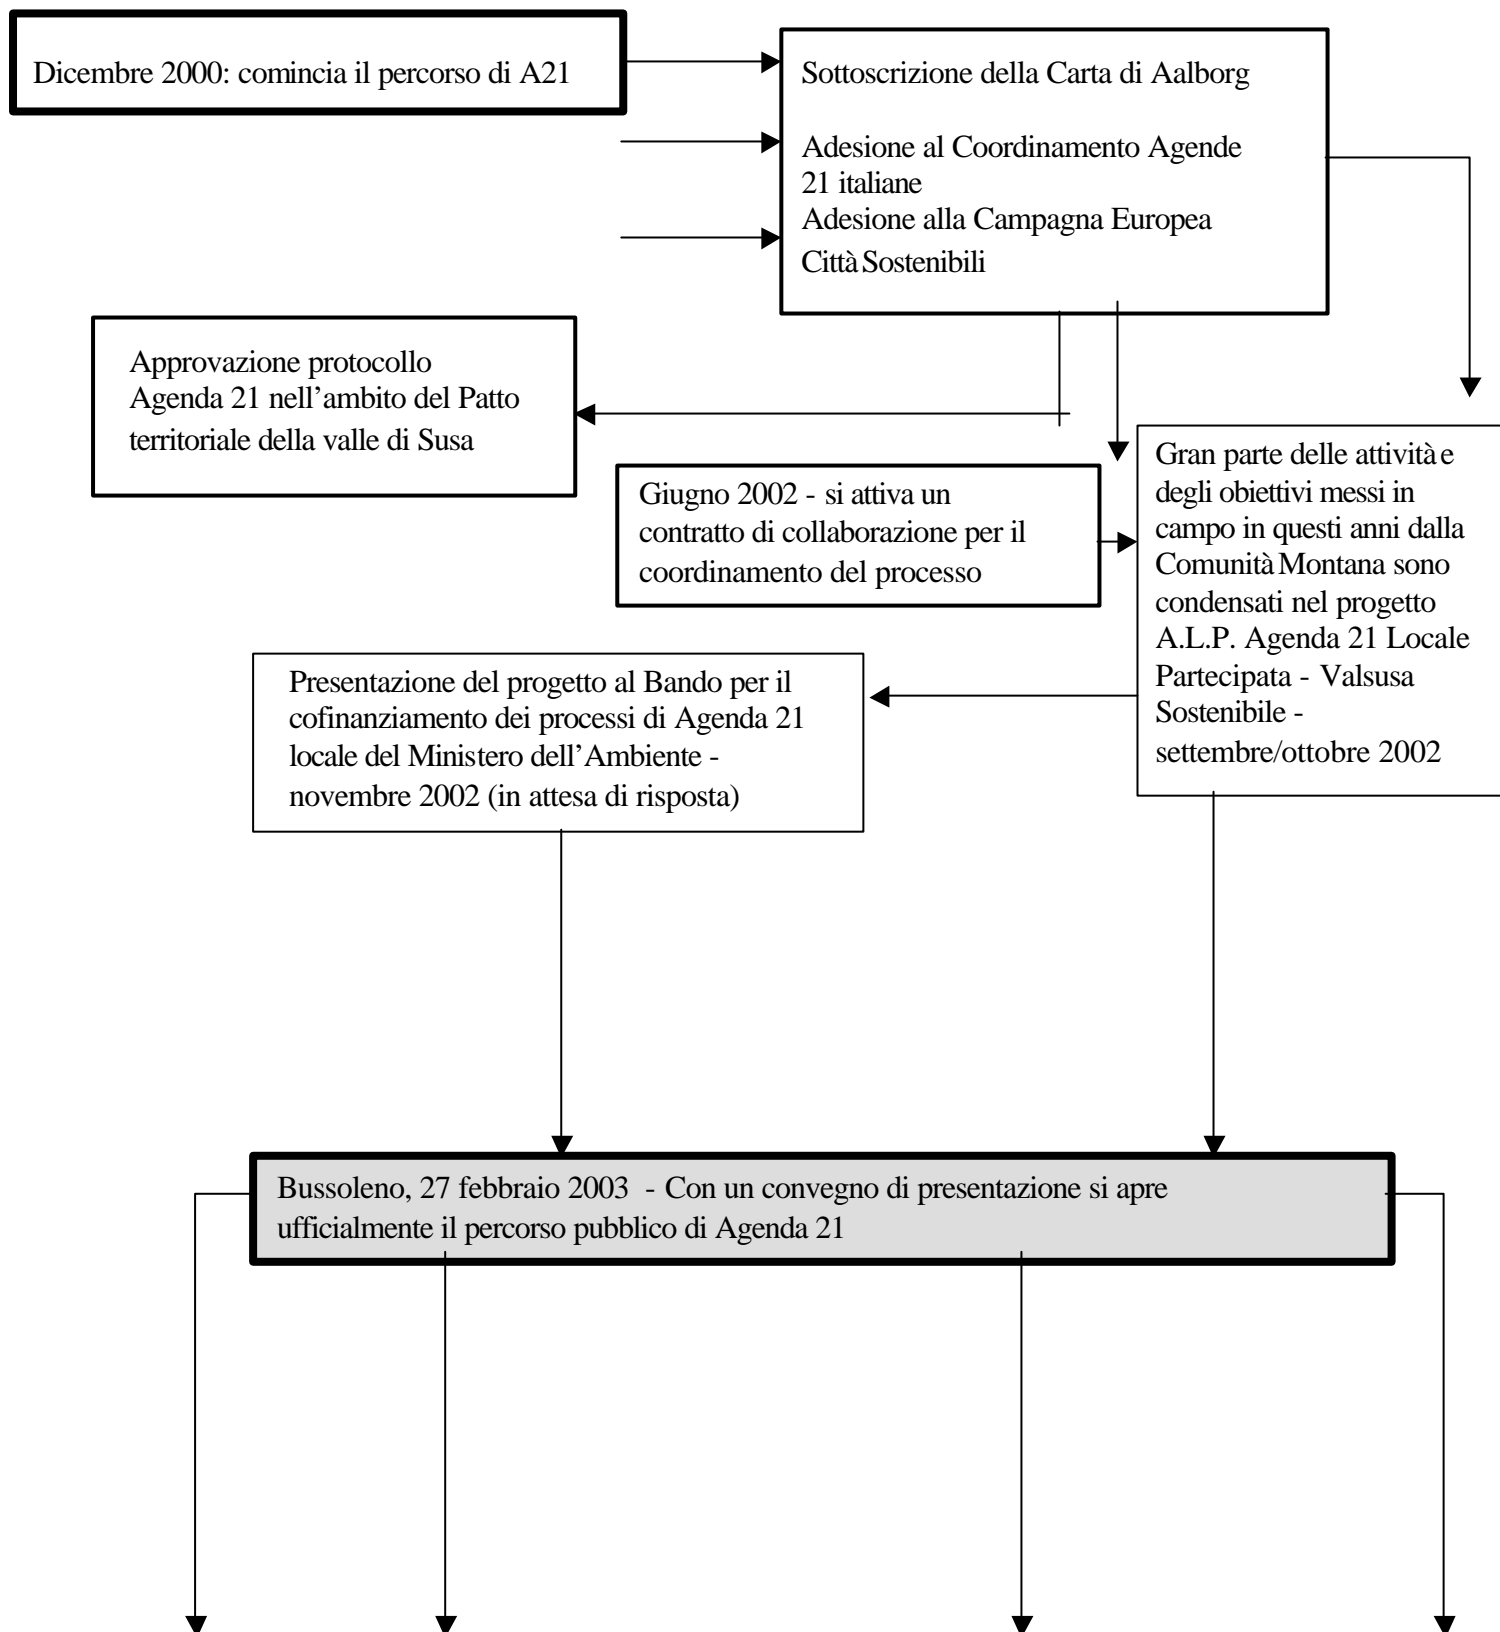 Dicembre 2000: comincia il percorso di A21
Sottoscrizione della Carta di Aalborg
Adesione al Coordinamento Agende
21 italiane
Adesione alla Campagna Europea
Città Sostenibili
Approvazione protocollo
Agenda 21 nell’ambito del Patto
territoriale della valle di Susa
Giugno 2002 - si attiva un
contratto di collaborazione per il
coordinamento del processo
Gran parte delle attività e
degli obiettivi messi in
campo in questi anni dalla
Comunità Montana sono
condensati nel progetto
A.L.P. Agenda 21 Locale
Partecipata - Valsusa
Sostenibile -
settembre/ottobre 2002
Presentazione del progetto al Bando per il
cofinanziamento dei processi di Agenda 21
locale del Ministero dell’Ambiente -
novembre 2002 (in attesa di risposta)
Bussoleno, 27 febbraio 2003 - Con un convegno di presentazione si apre
ufficialmente il percorso pubblico di Agenda 21